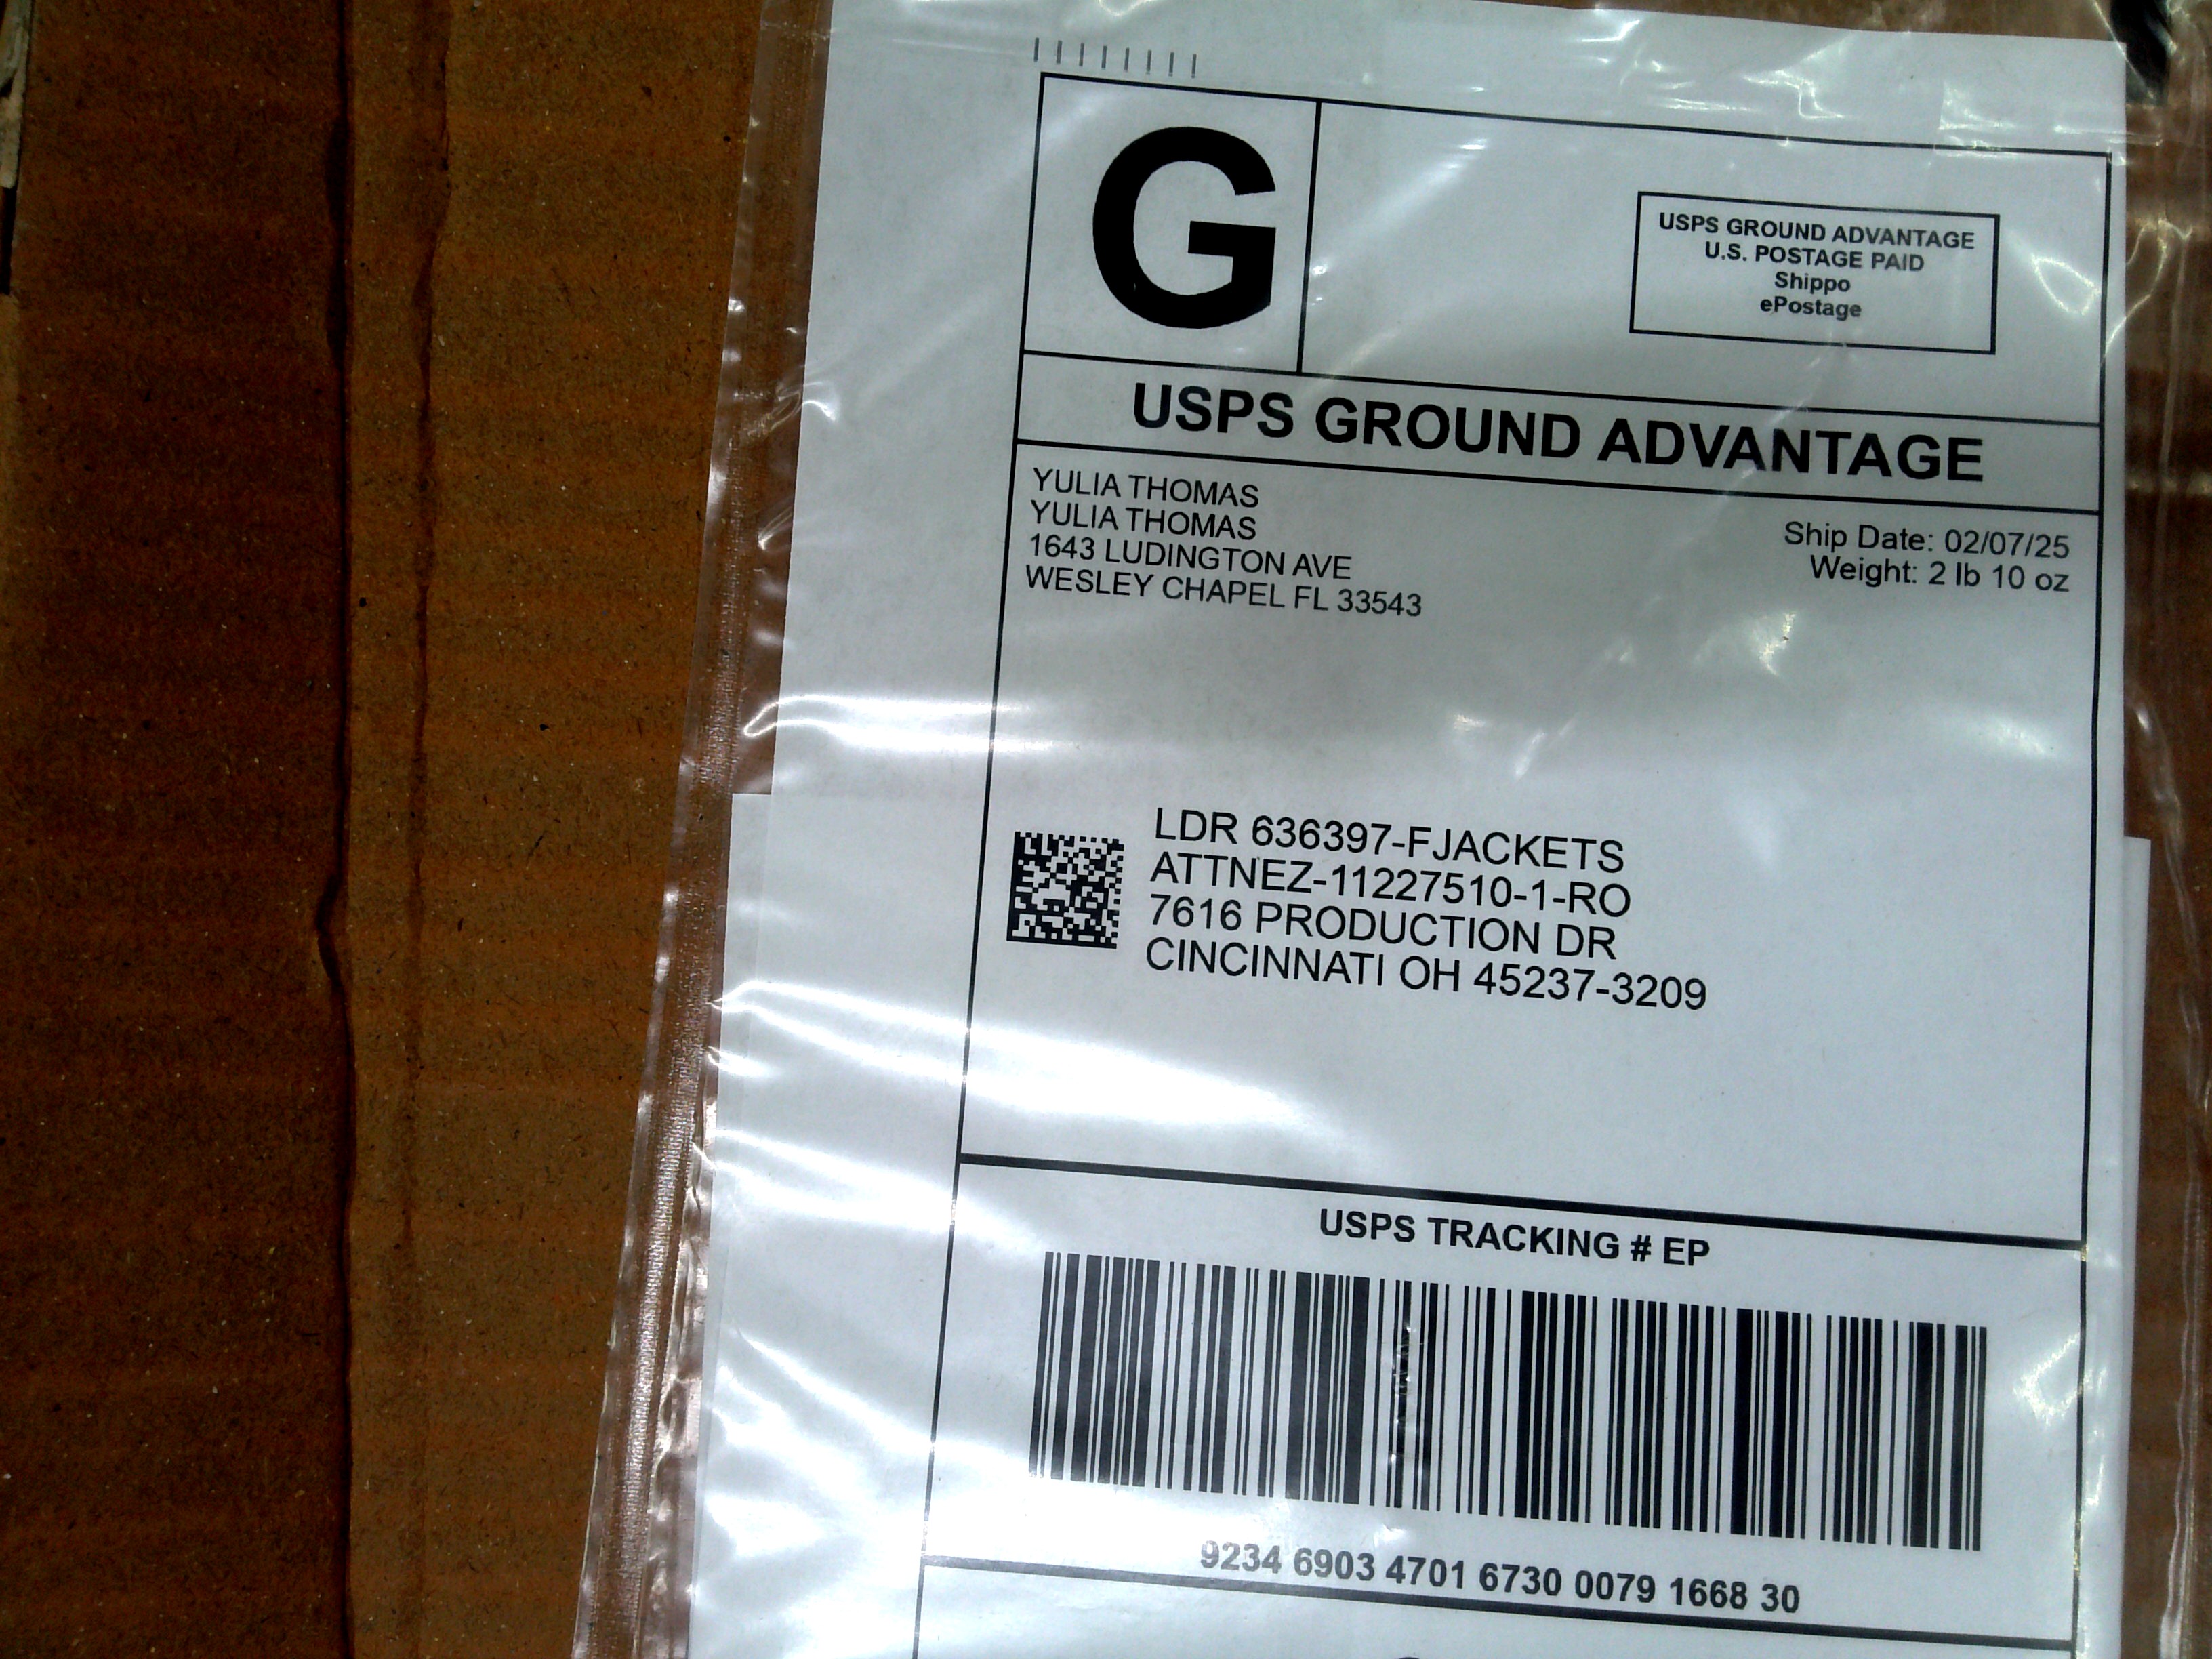 G
USPS GROUND ADVANTAGE
U.S. POSTAGE PAID
Shippo
ePostage
USPS GROUND ADVANTAGE
YULIA THOMAS
YULIA THOMAS
1643 LUDINGTON AVE
WESLEY CHAPEL FL 33543
Ship Date: 02/07/25
Weight: 2 lb 10 oz
LDR 636397-FJACKETS
ATTNEZ-11227510-1-RO
7616 PRODUCTION DR
CINCINNATI OH 45237-3209
USPS TRACKING # EP
9234 6903 4701 6730 0079 1668 30